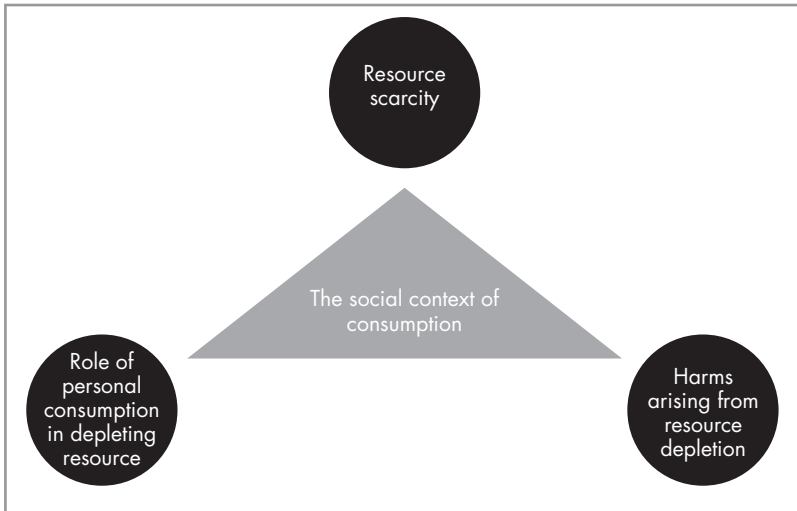 Resource
scarcity
The social context of
consumption
Role of
personal
consumption
in depleting
resource
Harms
arising from
resource
depletion